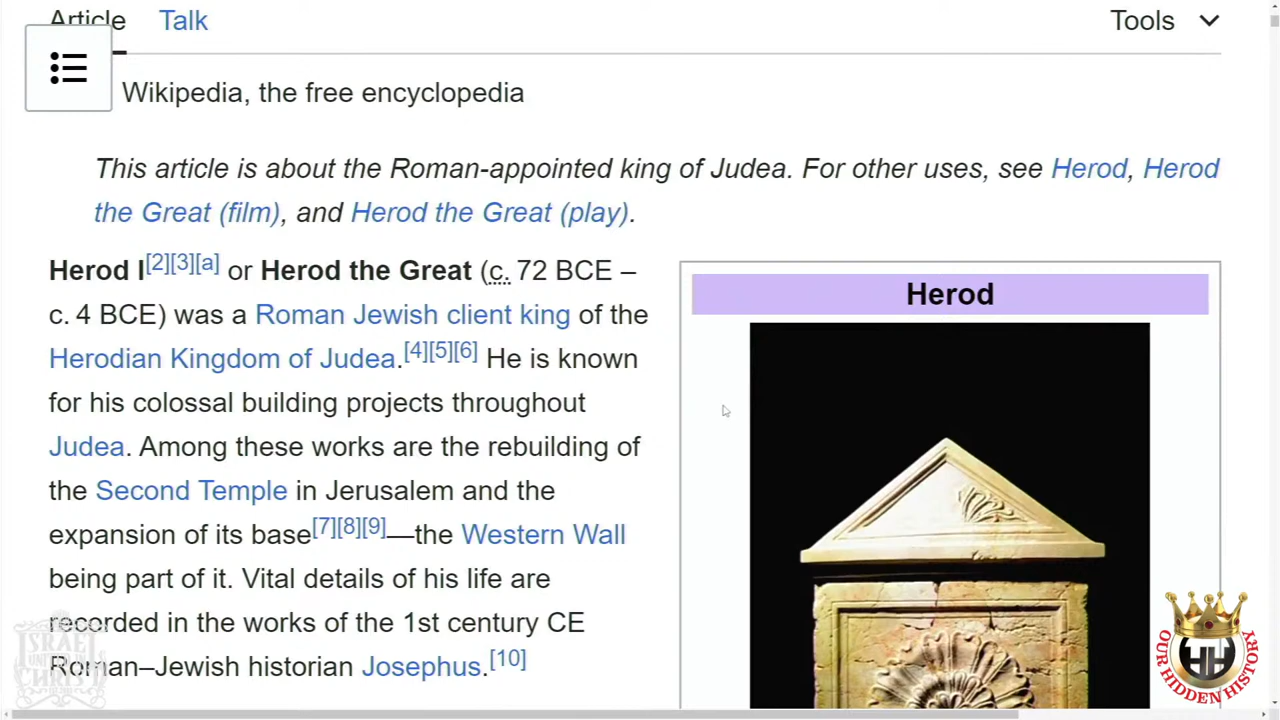 Article Talk Tools
Wikipedia, the free encyclopedia
This article is about the Roman-appointed king of Judea. For other uses, see Herod, Herod
the Great (film), and Herod the Great (play).
Herod I[2][3][a] or Herod the Great (c. 72 BCE –
c. 4 BCE) was a Roman Jewish client king of the
Herodian Kingdom of Judea.[4][5][6] He is known
for his colossal building projects throughout
Judea. Among these works are the rebuilding of
the Second Temple in Jerusalem and the
expansion of its base[7][8][9]—the Western Wall
being part of it. Vital details of his life are
recorded in the works of the 1st century CE
Roman–Jewish historian Josephus.[10]
Herod
ISRAEL
UNITED IN
CHRIST
OUR HIDDEN HISTORY
HH